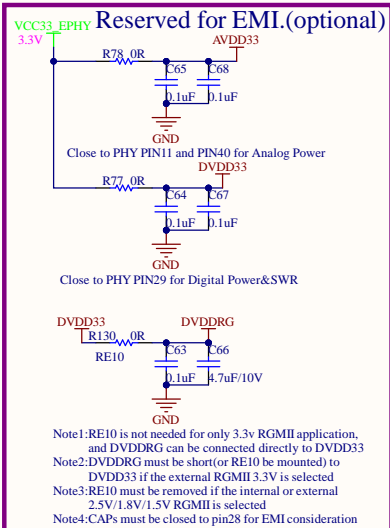 VCC33_EPHY Reserved for EMI.(optional)
3.3V
AVDD33
R78 0R
C65 C68
0.1uF 0.1uF
GND
Close to PHY PIN11 and PIN40 for Analog Power
DVDD33
R77 0R
C64 C67
0.1uF 0.1uF
GND
Close to PHY PIN29 for Digital Power&SWR
DVDD33 DVDDRG
R130 0R
RE10
C63 C66
0.1uF 4.7uF/10V
GND
Note1:RE10 is not needed for only 3.3v RGMII application,
and DVDDRG can be connected directly to DVDD33
Note2:DVDDRG must be short(or RE10 be mounted) to
DVDD33 if the external RGMII 3.3V is selected
Note3:RE10 must be removed if the internal or external
2.5V/1.8V/1.5V RGMII is selected
Note4:CAPs must be closed to pin28 for EMI consideration